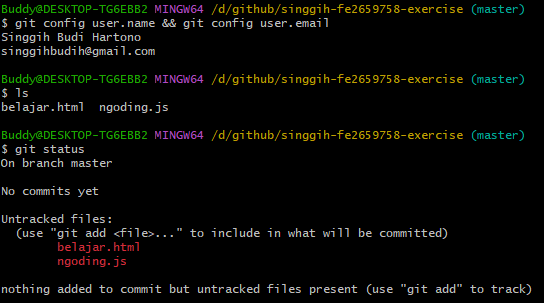 Buddy@DESKTOP-TG6EBB2 MINGW64 /d/github/singgih-fe2659758-exercise (master)
$ git config user.name && git config user.email
Singgih Budi Hartono
singgihbudih@gmail.com
Buddy@DESKTOP-TG6EBB2 MINGW64 /d/github/singgih-fe2659758-exercise (master)
$ ls
belajar.html  ngoding.js
Buddy@DESKTOP-TG6EBB2 MINGW64 /d/github/singgih-fe2659758-exercise (master)
$ git status
On branch master
No commits yet
Untracked files:
  (use "git add <file>..." to include in what will be committed)
        belajar.html
        ngoding.js
nothing added to commit but untracked files present (use "git add" to track)